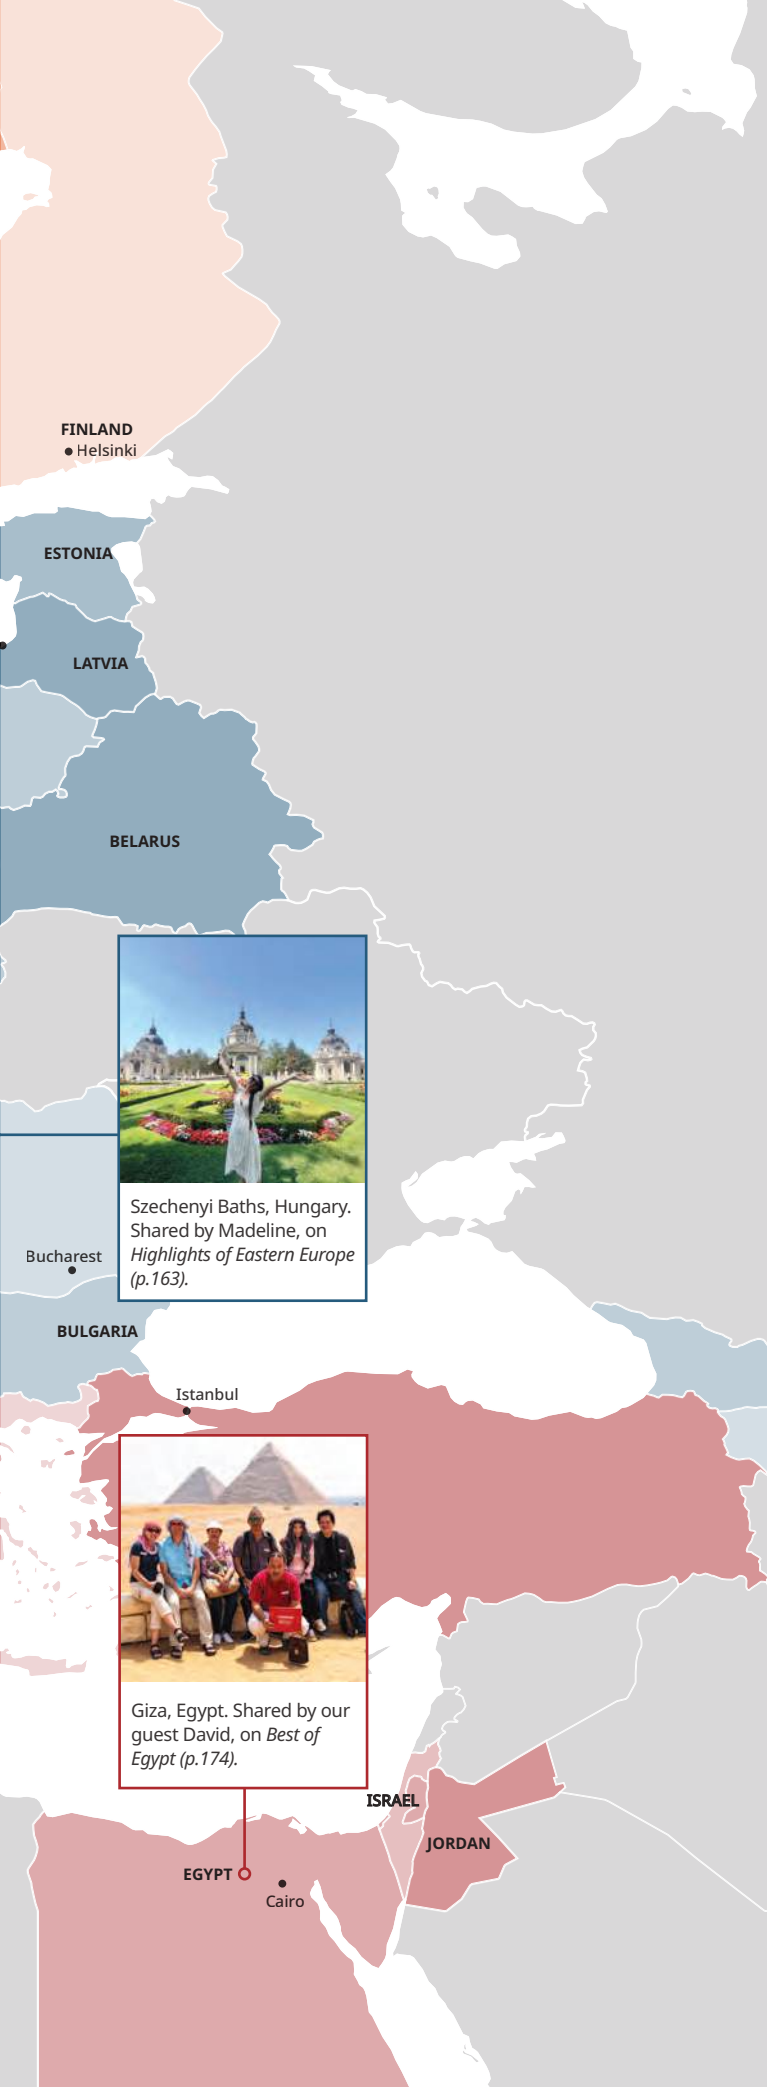 FINLAND
Helsinki
ESTONIA
LATVIA
BELARUS
Szechenyi Baths, Hungary.
Shared by Madeline, on
Highlights of Eastern Europe
(p.163).
Bucharest
BULGARIA
Istanbul
Giza, Egypt. Shared by our
guest David, on Best of
Egypt (p.174).
ISRAEL
JORDAN
EGYPT
Cairo